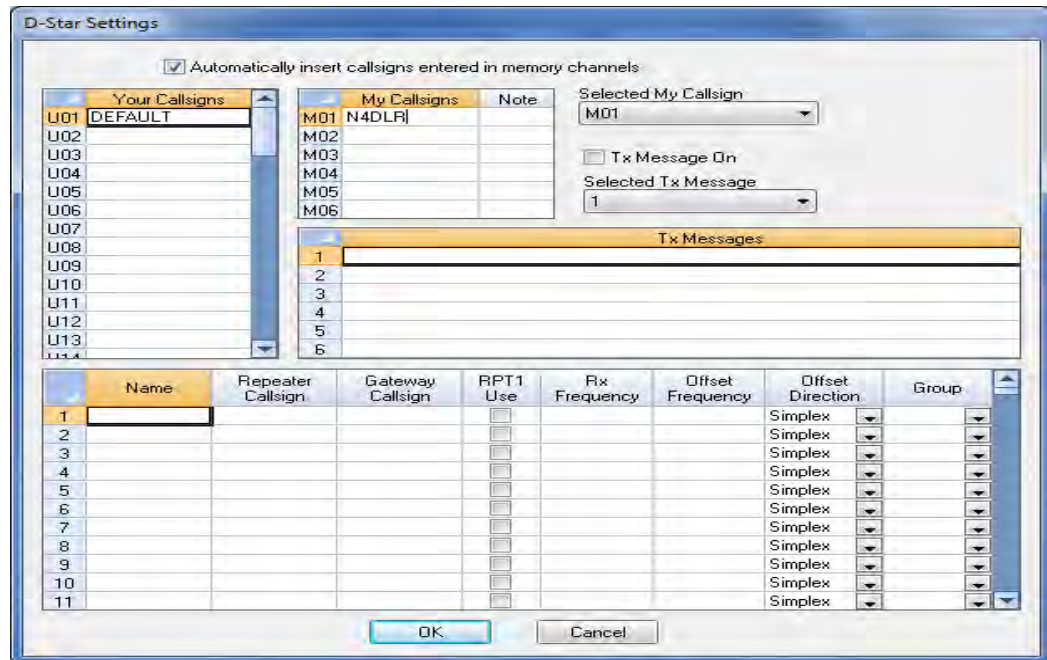 D-Star Settings
Automatically insert callsigns entered in memory channels
Your Callsigns
U01 DEFAULT
U02
U03
U04
U05
U06
U07
U08
U09
U10
U11
U12
U13
U14
My Callsigns Note
M01 N4DLR
M02
M03
M04
M05
M06
Selected My Callsign
M01
Tx Message On
Selected Tx Message
1
Tx Messages
1
2
3
4
5
6
Name Repeater Callsign Gateway Callsign RPT1 Use Rx Frequency Offset Frequency Offset Direction Group
1 Simplex
2 Simplex
3 Simplex
4 Simplex
5 Simplex
6 Simplex
7 Simplex
8 Simplex
9 Simplex
10 Simplex
11 Simplex
OK Cancel